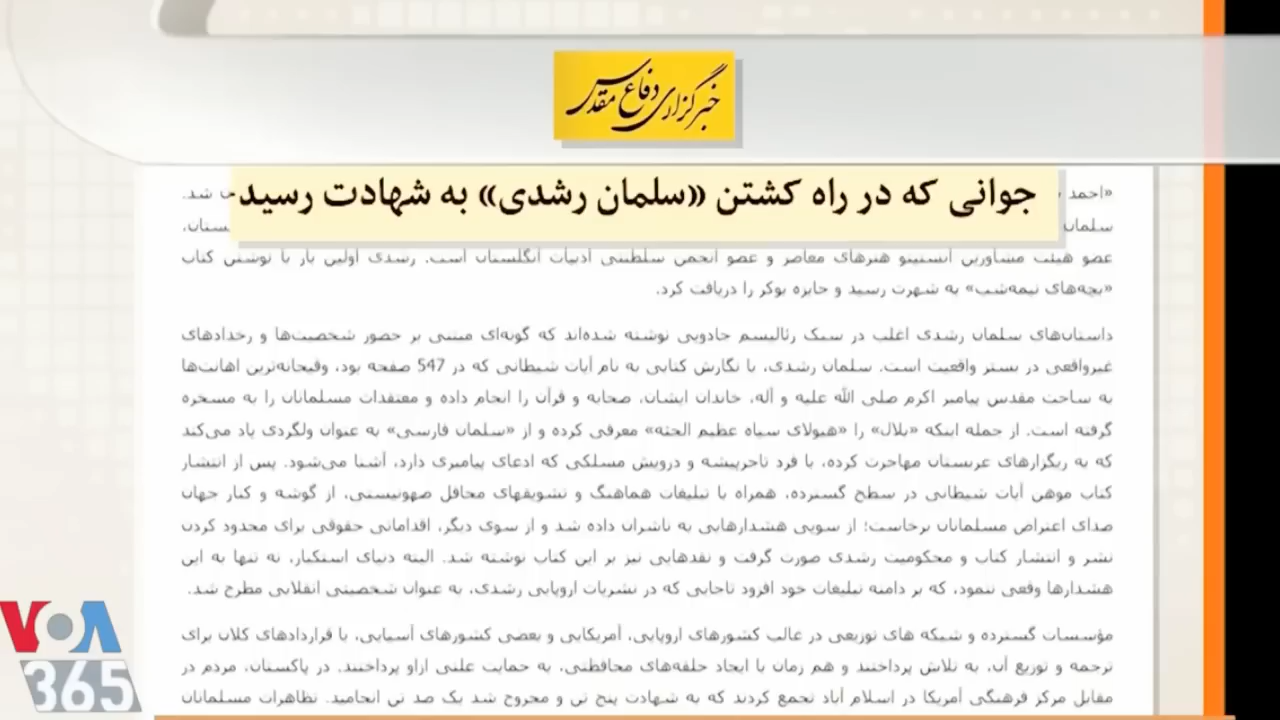 خبرگزاری دفاع مقدس
جوانی که در راه کشتن «سلمان رشدی» به شهادت رسید
«احمد
شد.
سلمان
عضو هیئت مشاورین انستیتو هنرهای معاصر و عضو انجمن سلطنتی ادبیات انگلستان است. رشدی اولین بار با نوشتن کتاب
«بچه‌های نیمه‌شب» به شهرت رسید و جایزه بوکر را دریافت کرد.
داستان‌های سلمان رشدی اغلب در سبک رئالیسم جادویی نوشته شده‌اند که گونه‌ای مبتنی بر حضور شخصیت‌ها و رخدادهای
غیرواقعی در بستر واقعیت است. سلمان رشدی، با نگارش کتابی به نام آیات شیطانی که در 547 صفحه بود، وقیحانه‌ترین اهانت‌ها
به ساحت مقدس پیامبر اکرم صلی الله علیه و آله، خاندان ایشان، صحابه و قرآن را انجام داده و معتقدات مسلمانان را به مسخره
گرفته است. از جمله اینکه «بلال» را «هیولای سیاه عظیم الجثه» معرفی کرده و از «سلمان فارسی» به عنوان ولگردی یاد می‌کند
که به ریگزارهای عربستان مهاجرت کرده، با فرد تاجرپیشه و درویش مسلکی که ادعای پیامبری دارد، آشنا می‌شود. پس از انتشار
کتاب موهن آیات شیطانی در سطح گسترده، همراه با تبلیغات هماهنگ و تشویقهای محافل صهونیستی، از گوشه و کنار جهان
صدای اعتراض مسلمانان برخاست؛ از سویی هشدارهایی به ناشران داده شد و از سوی دیگر، اقداماتی حقوقی برای محدود کردن
نشر و انتشار کتاب و محکومیت رشدی صورت گرفت و نقدهایی نیز بر این کتاب نوشته شد. البته دنیای استکبار، نه تنها به این
هشدارها وقعی ننمود، که بر دامنه تبلیغات خود افزود تاجایی که در نشریات اروپایی رشدی، به عنوان شخصیتی انقلابی مطرح شد.
مؤسسات گسترده و شبکه های توزیعی در غالب کشورهای اروپایی، آمریکایی و بعضی کشورهای آسیایی، با قراردادهای کلان برای
ترجمه و توزیع آن، به تلاش پرداختند و هم زمان با ایجاد حلقه‌های محافظتی، به حمایت علنی ازاو پرداختند. در پاکستان، مردم در
مقابل مرکز فرهنگی آمریکا در اسلام آباد تجمع کردند که به شهادت پنج تن و مجروح شد یک صد تن انجامید. تظاهرات مسلمانان
VOA
365